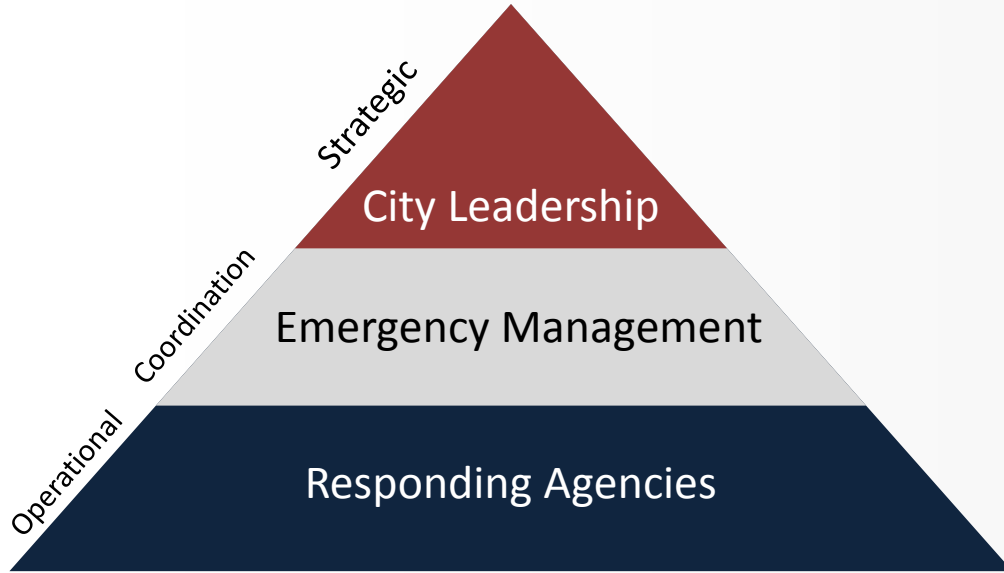 Strategic
City Leadership
Coordination
Emergency Management
Operational
Responding Agencies